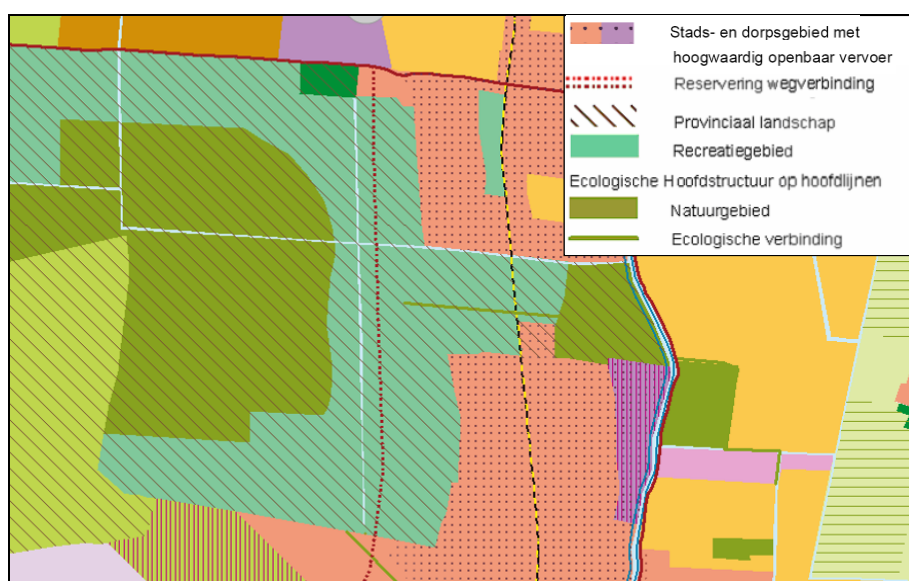 Stads- en dorpsgebied met
hoogwaardig openbaar vervoer
Reservering wegverbinding
Provinciaal landschap
Recreatiegebied
Ecologische Hoofdstructuur op hoofdlijnen
Natuurgebied
Ecologische verbinding